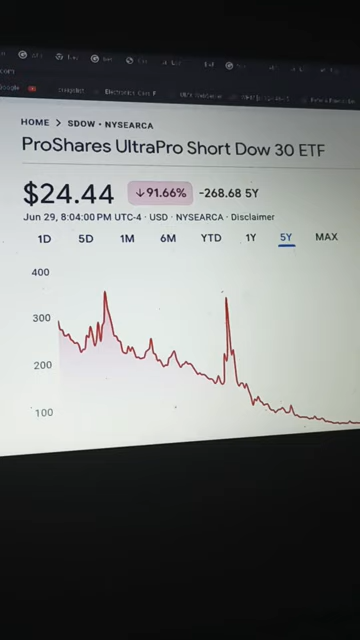 HOME > SDOW • NYSEARCA
ProShares UltraPro Short Dow 30 ETF
$24.44 ↓91.66% -268.68 5Y
Jun 29, 8:04:00 PM UTC-4 · USD · NYSEARCA · Disclaimer
1D 5D 1M 6M YTD 1Y 5Y MAX
400
300
200
100